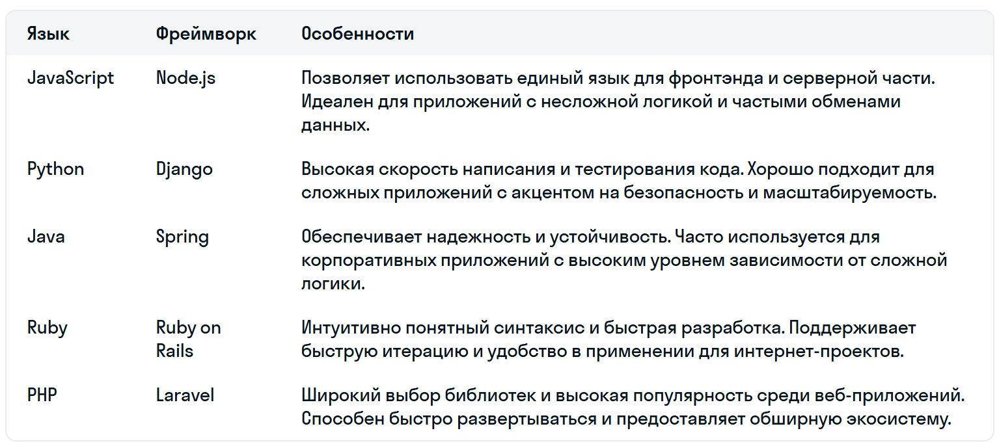 Язык Фреймворк Особенности
JavaScript Node.js Позволяет использовать единый язык для фронтэнда и серверной части.
Идеален для приложений с несложной логикой и частыми обменами
данных.
Python Django Высокая скорость написания и тестирования кода. Хорошо подходит для
сложных приложений с акцентом на безопасность и масштабируемость.
Java Spring Обеспечивает надежность и устойчивость. Часто используется для
корпоративных приложений с высоким уровнем зависимости от сложной
логики.
Ruby Ruby on Интуитивно понятный синтаксис и быстрая разработка. Поддерживает
Rails быструю итерацию и удобство в применении для интернет-проектов.
PHP Laravel Широкий выбор библиотек и высокая популярность среди веб-приложений.
Способен быстро развертываться и предоставляет обширную экосистему.